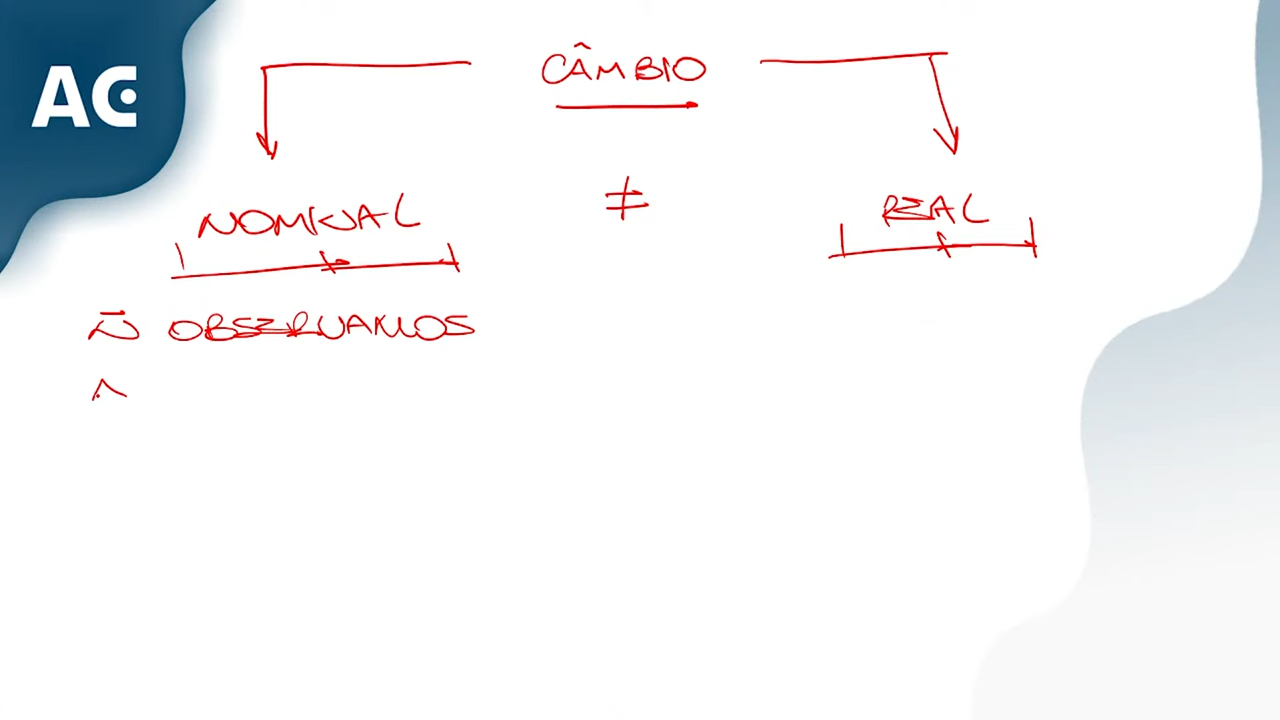 AC
CÂMBIO
NOMINAL ≠ REAL
Ñ OBSERVAMOS
A